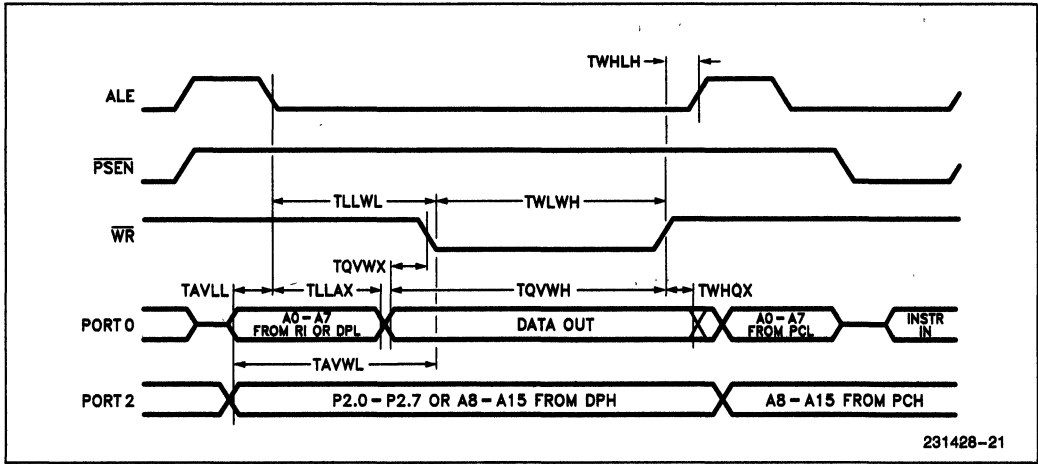 TWHLH
ALE
PSEN
TLLWL
TWLWH
WR
TQVWX
TAVLL
TLLAX
TQVWH
TWHQX
PORT 0
A0–A7
FROM RI OR DPL
DATA OUT
A0–A7
FROM PCL
INSTR
IN
TAVWL
PORT 2
P2.0–P2.7 OR A8–A15 FROM DPH
A8–A15 FROM PCH
231428-21